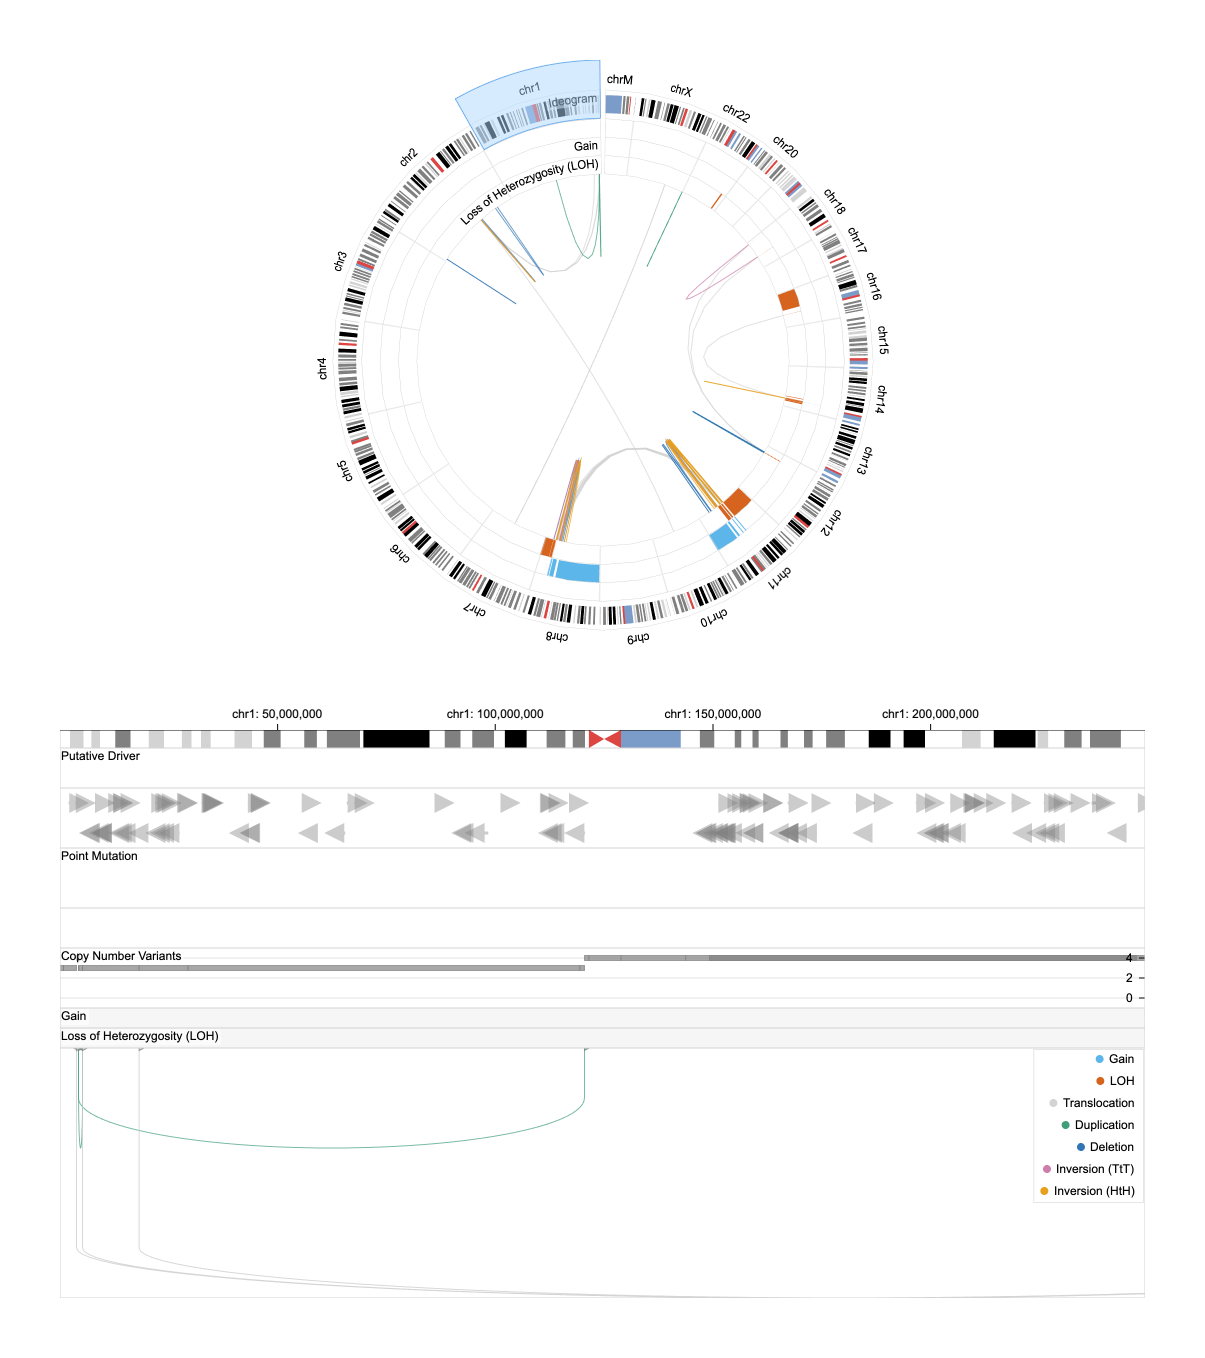 chrM
chrX
chr22
chr20
chr18
chr17
chr16
chr15
chr14
chr13
chr12
chr11
chr10
chr9
chr8
chr7
chr6
chr5
chr4
chr3
chr2
chr1
Ideogram
Gain
Loss of Heterozygosity (LOH)
chr1: 50,000,000
chr1: 100,000,000
chr1: 150,000,000
chr1: 200,000,000
Putative Driver
Point Mutation
Copy Number Variants
4
2
0
Gain
Loss of Heterozygosity (LOH)
Gain
LOH
Translocation
Duplication
Deletion
Inversion (TtT)
Inversion (HtH)